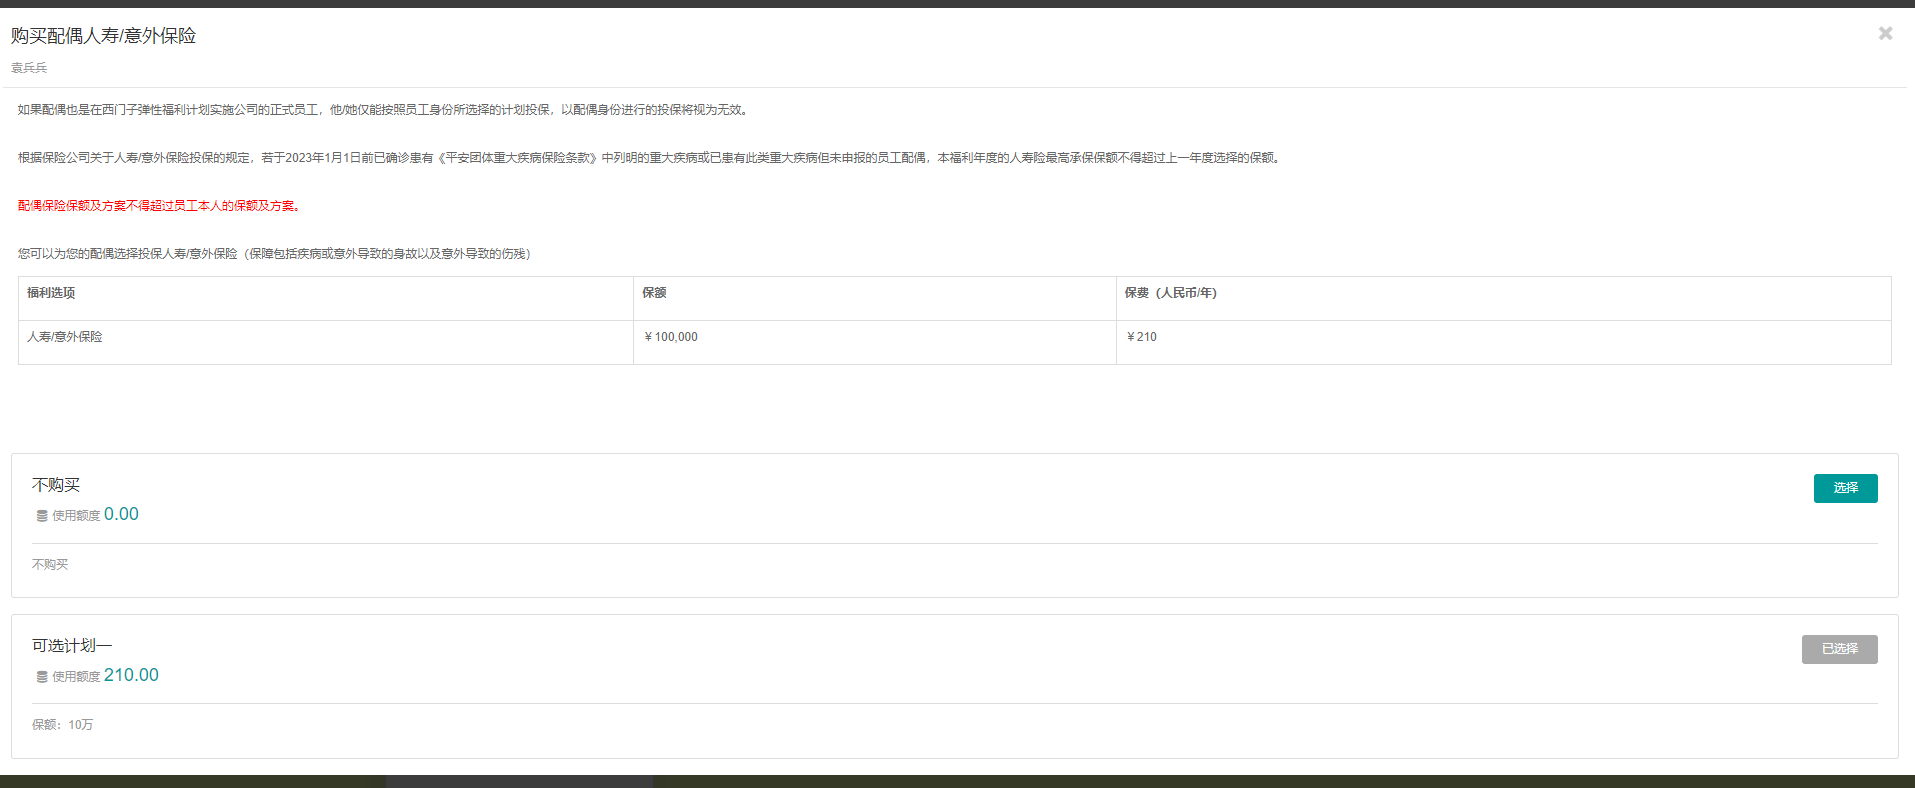 购买配偶人寿/意外保险
袁兵兵
如果配偶也是在西门子弹性福利计划实施公司的正式员工，他/她仅能按照员工身份所选择的计划投保，以配偶身份进行的投保将视为无效。
根据保险公司关于人寿/意外保险投保的规定，若于2023年1月1日前已确诊患有《平安团体重大疾病保险条款》中列明的重大疾病或已患有此类重大疾病但未申报的员工配偶，本福利年度的人寿险最高承保保额不得超过上一年度选择的保额。
配偶保险保额及方案不得超过员工本人的保额及方案。
您可以为您的配偶选择投保人寿/意外保险（保障包括疾病或意外导致的身故以及意外导致的伤残）
福利选项 保额 保费（人民币/年）
人寿/意外保险 ￥100,000 ￥210
不购买 选择
使用额度 0.00
不购买
可选计划一 已选择
使用额度 210.00
保额：10万